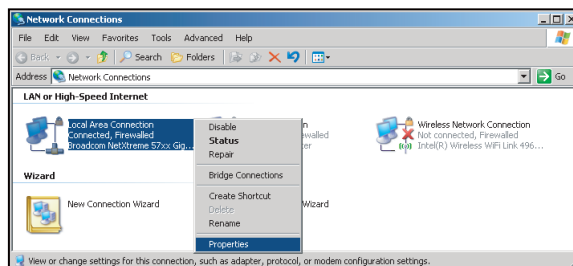 Network Connections
File Edit View Favorites Tools Advanced Help
Back Search Folders
Address Network Connections Go
LAN or High-Speed Internet
Local Area Connection
Connected, Firewalled
Broadcom NetXtreme 57xx Gig...
Disable
Status
Repair
Bridge Connections
Create Shortcut
Delete
Rename
Properties
Wireless Network Connection
Not connected, Firewalled
Intel(R) Wireless WiFi Link 496...
Wizard
New Connection Wizard
Wizard
View or change settings for this connection, such as adapter, protocol, or modem configuration settings.